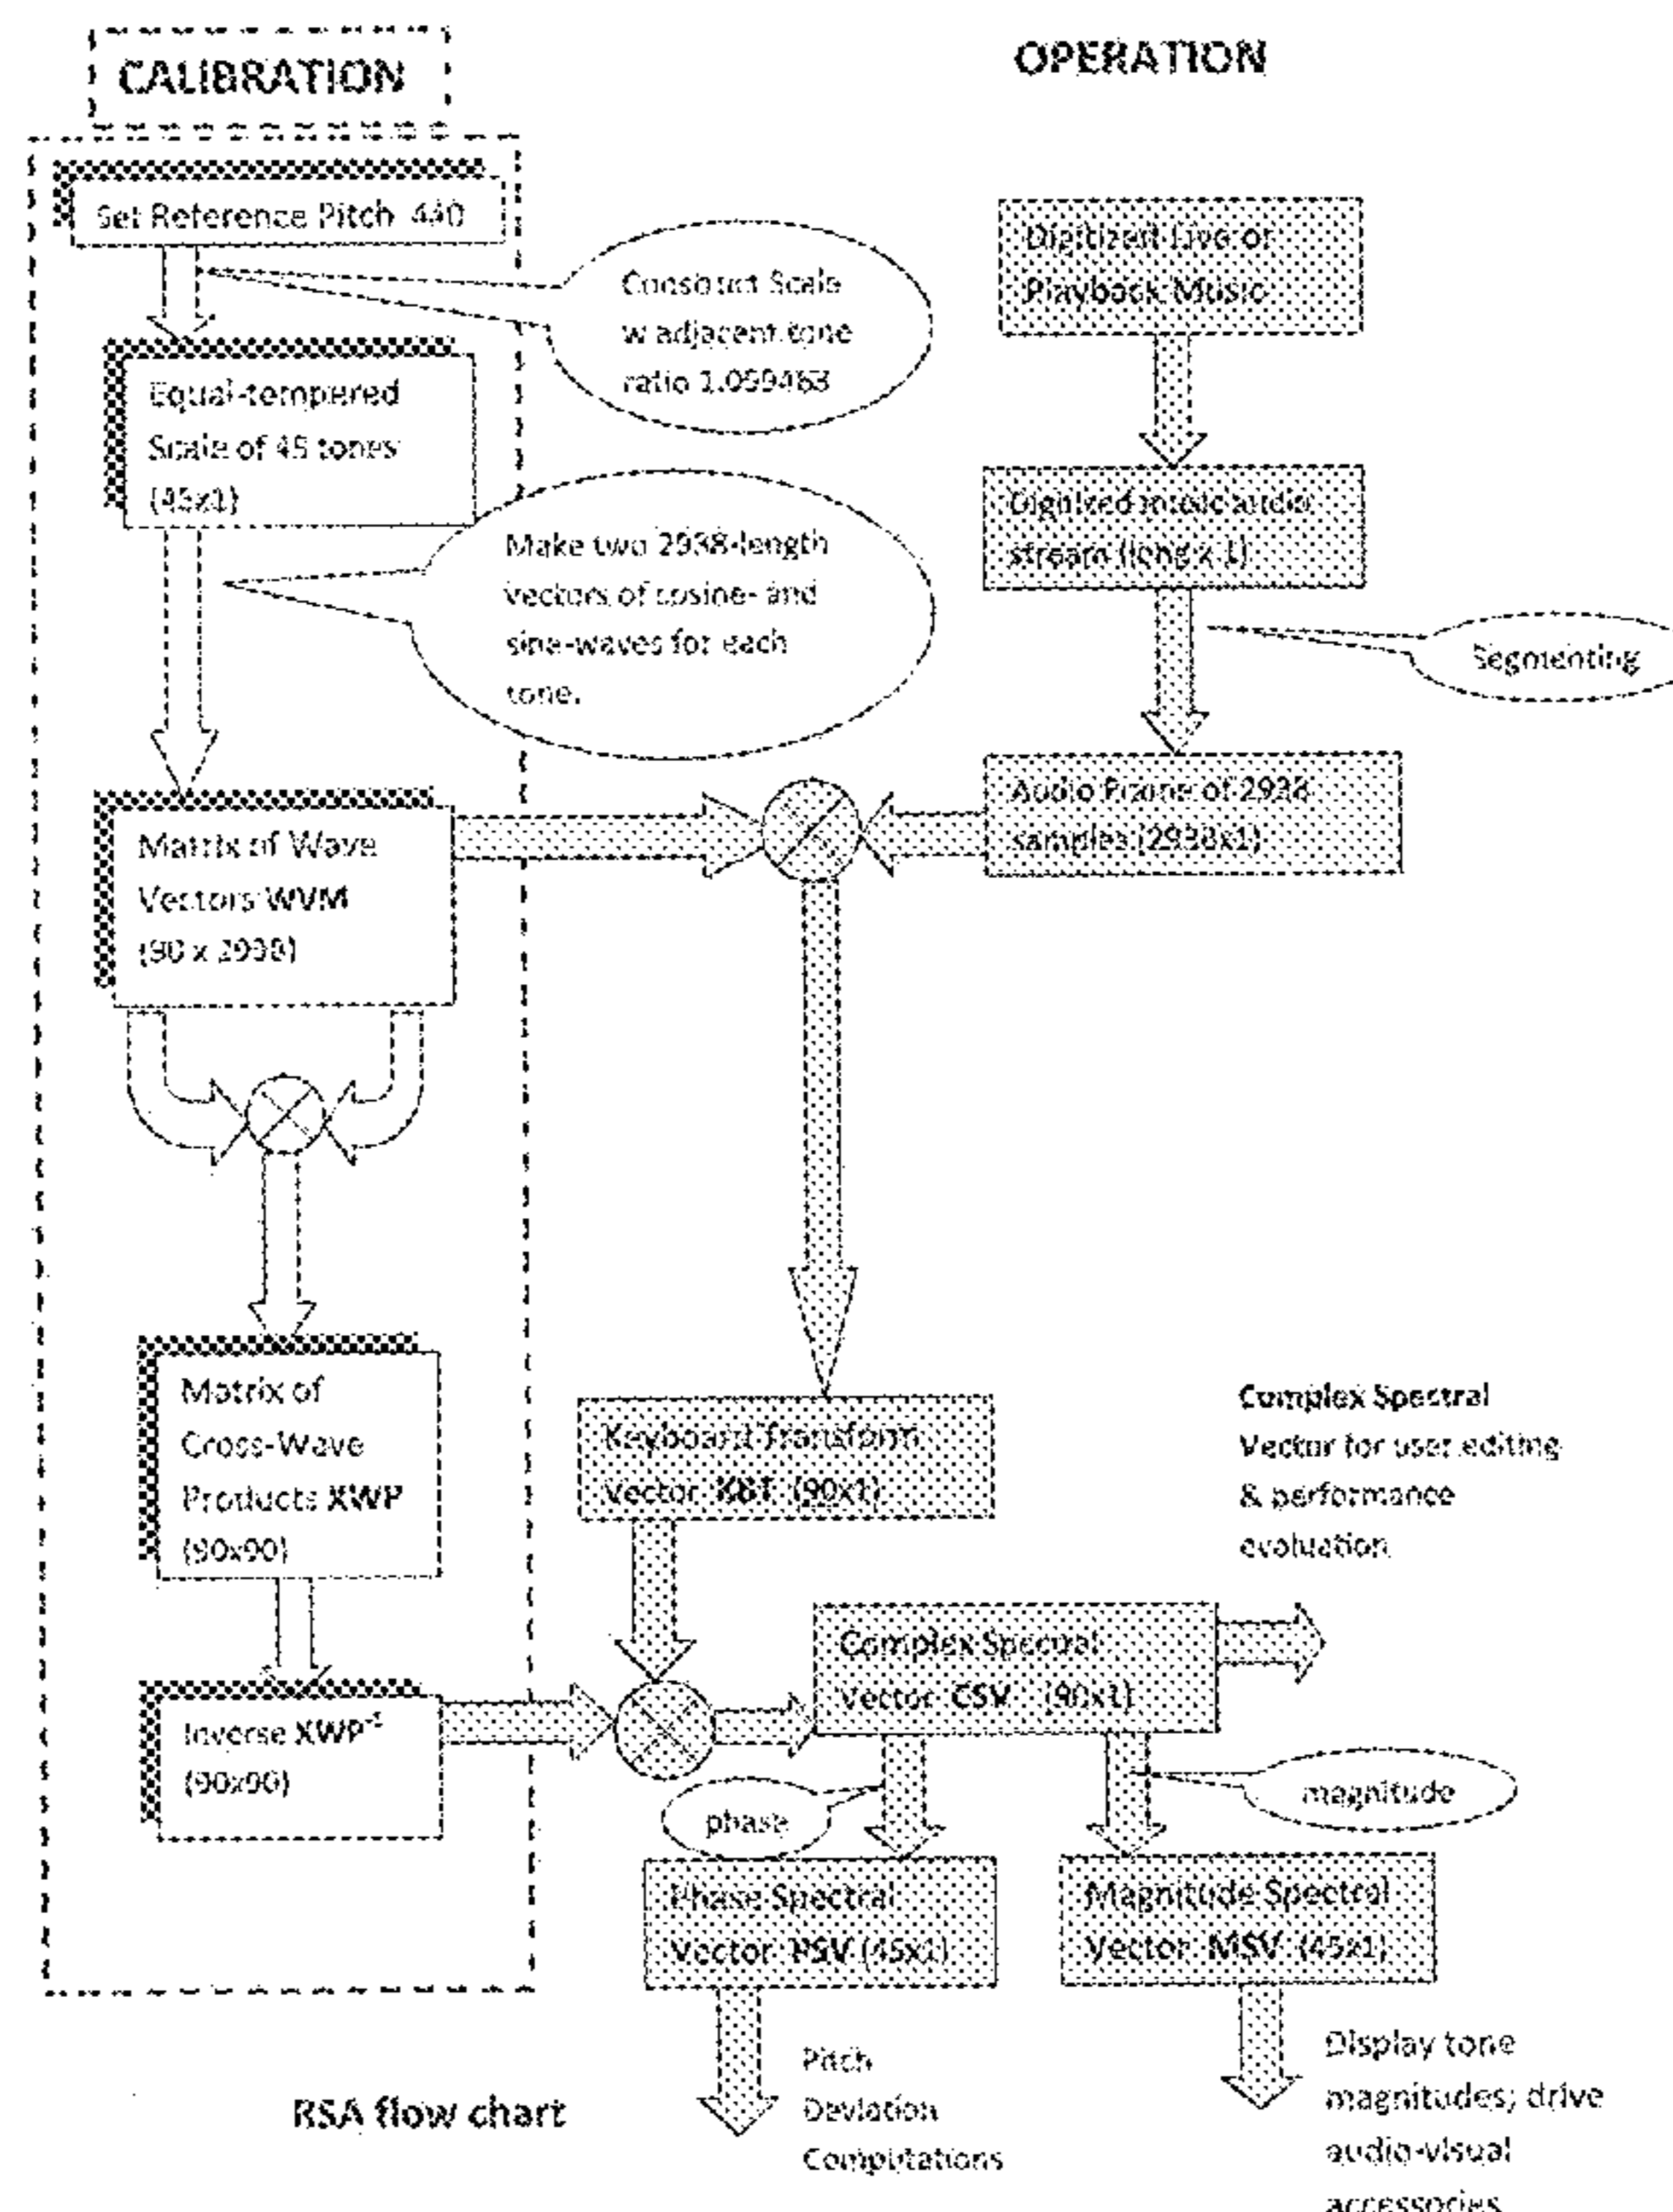 CALIBRATION
OPERATION
Set Reference Pitch 440
Construct Scale
w adjacent tone
ratio 1.059463
Digitized Live or
Playback Music
Equal-tempered
Scale of 45 tones
(45x1)
Digitized music audio
stream (long x 1)
Make two 2938-length
vectors of cosine- and
sine-waves for each
tone.
Segmenting
Audio Frame of 2938
samples (2938x1)
Matrix of Wave
Vectors WVM
(90 x 2938)
Matrix of
Cross-Wave
Products XWP
(90x90)
Keyboard Transform
Vector KBT (90x1)
Complex Spectral
Vector for user editing
& performance
evaluation
Complex Spectral
Vector CSV (90x1)
Inverse XWP⁻¹
(90x90)
phase
magnitude
Phase Spectral
Vector PSV (45x1)
Magnitude Spectral
Vector MSV (45x1)
Pitch
Deviation
Computations
Display tone
magnitudes; drive
audio-visual
accessories
RSA flow chart